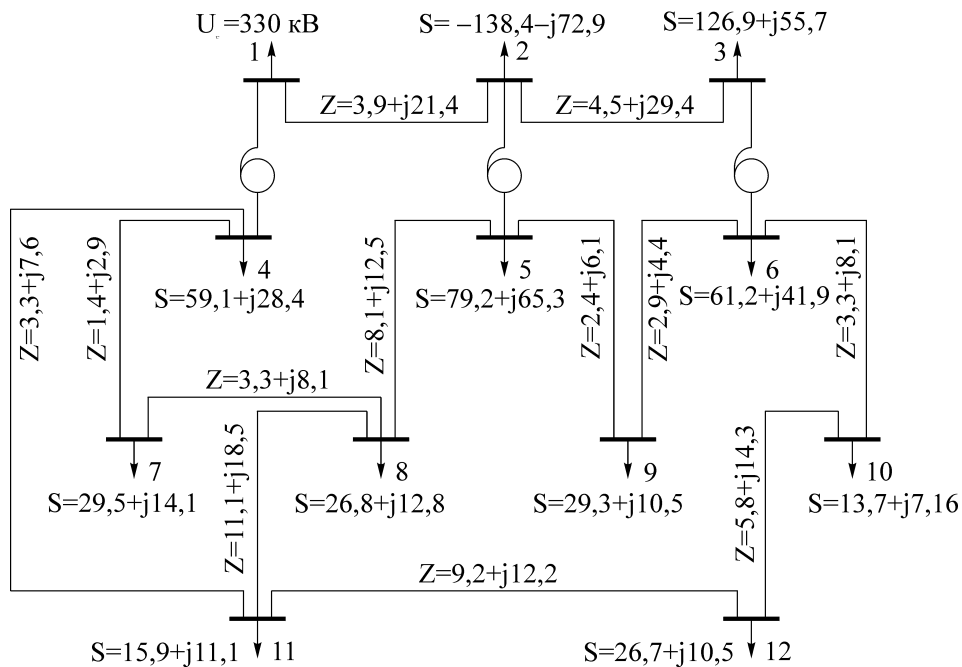 U =330 кВ
S= –138,4–j72,9
S=126,9+j55,7
1
2
3
Z=3,9+j21,4
Z=4,5+j29,4
Z=3,3+j7,6
Z=1,4+j2,9
4
S=59,1+j28,4
Z=8,1+j12,5
5
S=79,2+j65,3
Z=2,4+j6,1
Z=2,9+j4,4
6
S=61,2+j41,9
Z=3,3+j8,1
Z=3,3+j8,1
7
S=29,5+j14,1
Z=11,1+j18,5
8
S=26,8+j12,8
9
S=29,3+j10,5
Z=5,8+j14,3
10
S=13,7+j7,16
Z=9,2+j12,2
S=15,9+j11,1
11
S=26,7+j10,5
12